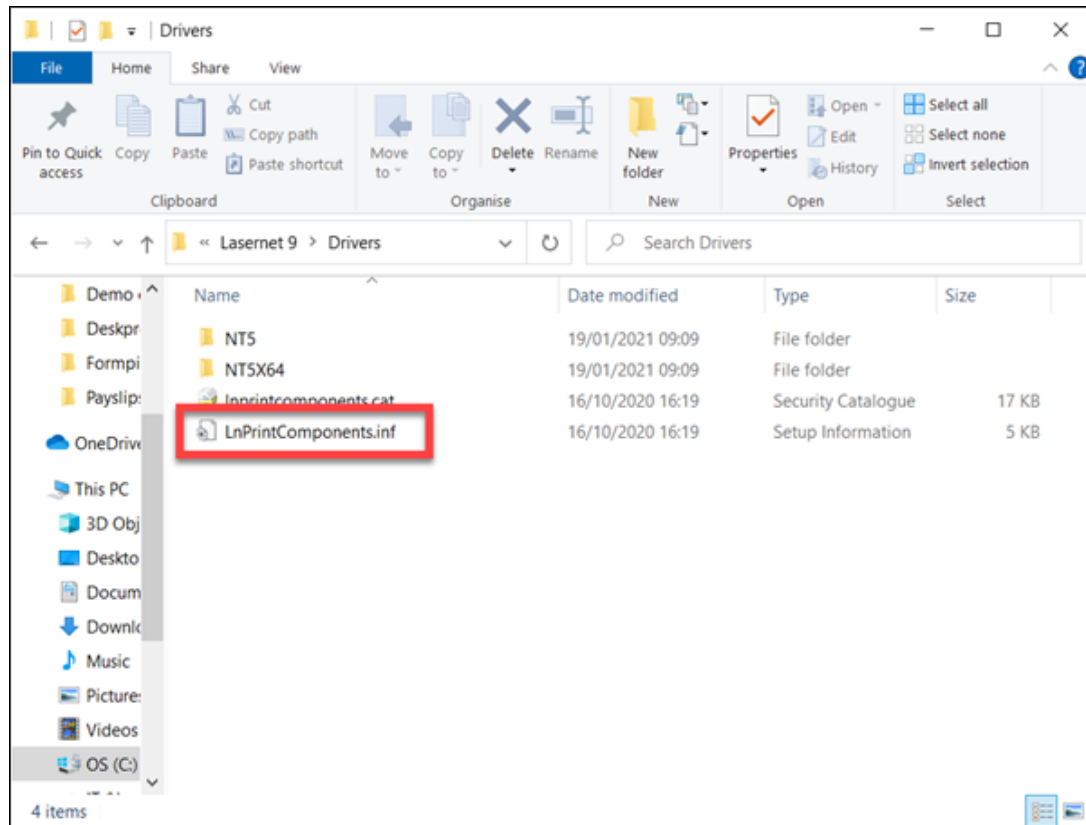 Drivers
File Home Share View
Pin to Quick access
Copy
Paste
Cut
Copy path
Paste shortcut
Move to
Copy to
Delete
Rename
New folder
Properties
Open
Edit
History
Select all
Select none
Invert selection
Clipboard Organise New Open Select
« Lasernet 9 > Drivers
Search Drivers
Name Date modified Type Size
Demo
Deskpr
Formpi
Payslip
OneDrive
This PC
3D Obj
Deskto
Docum
Downlo
Music
Pictures
Videos
OS (C:)
NT5 19/01/2021 09:09 File folder
NT5X64 19/01/2021 09:09 File folder
lnprintcomponents.cat 16/10/2020 16:19 Security Catalogue 17 KB
LnPrintComponents.inf 16/10/2020 16:19 Setup Information 5 KB
4 items